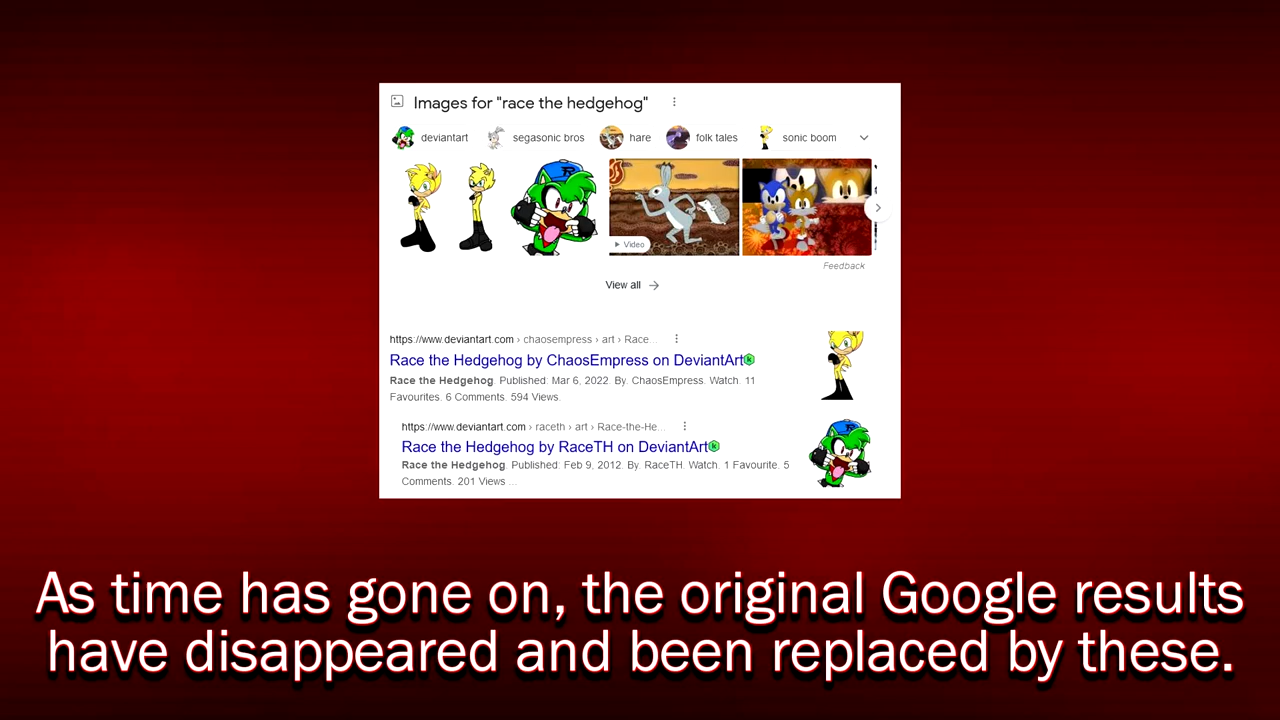 Images for "race the hedgehog"
deviantart segasonic bros hare folk tales sonic boom
Video
Feedback
View all
https://www.deviantart.com › chaosempress › art › Race...
Race the Hedgehog by ChaosEmpress on DeviantArt
Race the Hedgehog. Published: Mar 6, 2022. By. ChaosEmpress. Watch. 11
Favourites. 6 Comments. 594 Views.
https://www.deviantart.com › raceth › art › Race-the-He...
Race the Hedgehog by RaceTH on DeviantArt
Race the Hedgehog. Published: Feb 9, 2012. By. RaceTH. Watch. 1 Favourite. 5
Comments. 201 Views ...
As time has gone on, the original Google results
have disappeared and been replaced by these.